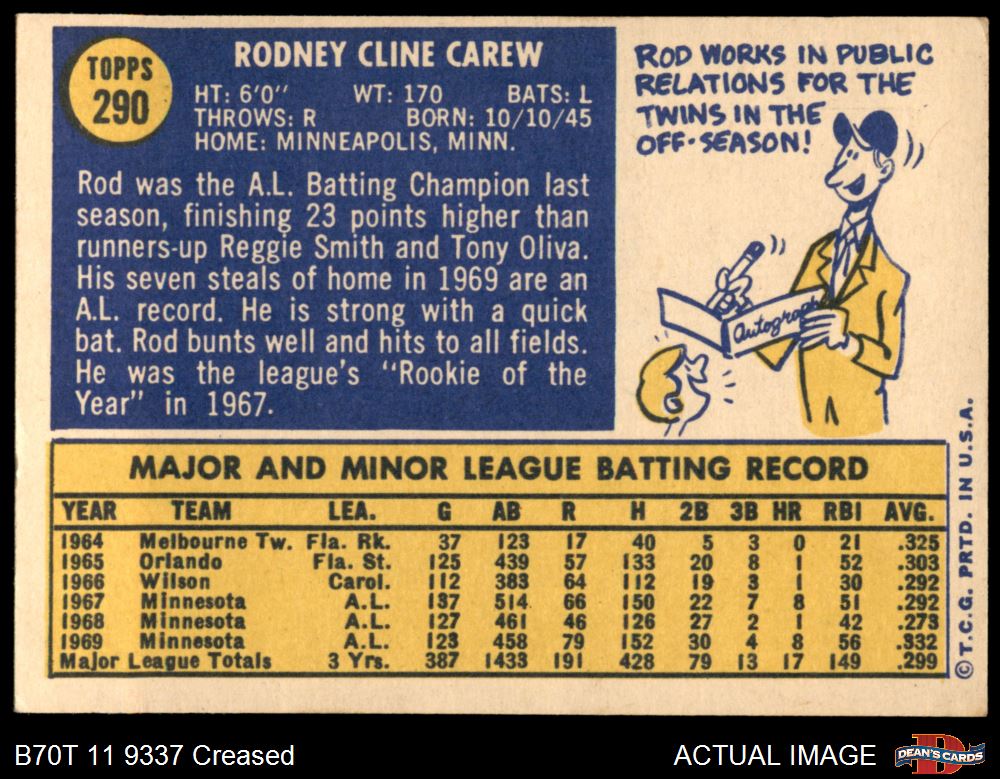 TOPPS
290
RODNEY CLINE CAREW
HT: 6'0" WT: 170 BATS: L
THROWS: R BORN: 10/10/45
HOME: MINNEAPOLIS, MINN.
Rod was the A.L. Batting Champion last
season, finishing 23 points higher than
runners-up Reggie Smith and Tony Oliva.
His seven steals of home in 1969 are an
A.L. record. He is strong with a quick
bat. Rod bunts well and hits to all fields.
He was the league's "Rookie of the
Year" in 1967.
ROD WORKS IN PUBLIC
RELATIONS FOR THE
TWINS IN THE
OFF-SEASON!
Autograph
MAJOR AND MINOR LEAGUE BATTING RECORD
YEAR TEAM LEA. G AB R H 2B 3B HR RBI AVG.
1964 Melbourne Tw. Fla. Rk. 37 123 17 40 5 3 0 21 .325
1965 Orlando Fla. St. 125 439 57 133 20 8 1 52 .303
1966 Wilson Carol. 112 383 64 112 19 3 1 30 .292
1967 Minnesota A.L. 137 514 66 150 22 7 8 51 .292
1968 Minnesota A.L. 127 461 46 126 27 2 1 42 .273
1969 Minnesota A.L. 123 458 79 152 30 4 8 56 .332
Major League Totals 3 Yrs. 387 1433 191 428 79 13 17 149 .299
© T.C.G. PRTD. IN U.S.A.
B70T 11 9337 Creased
ACTUAL IMAGE
DEAN'S CARDS